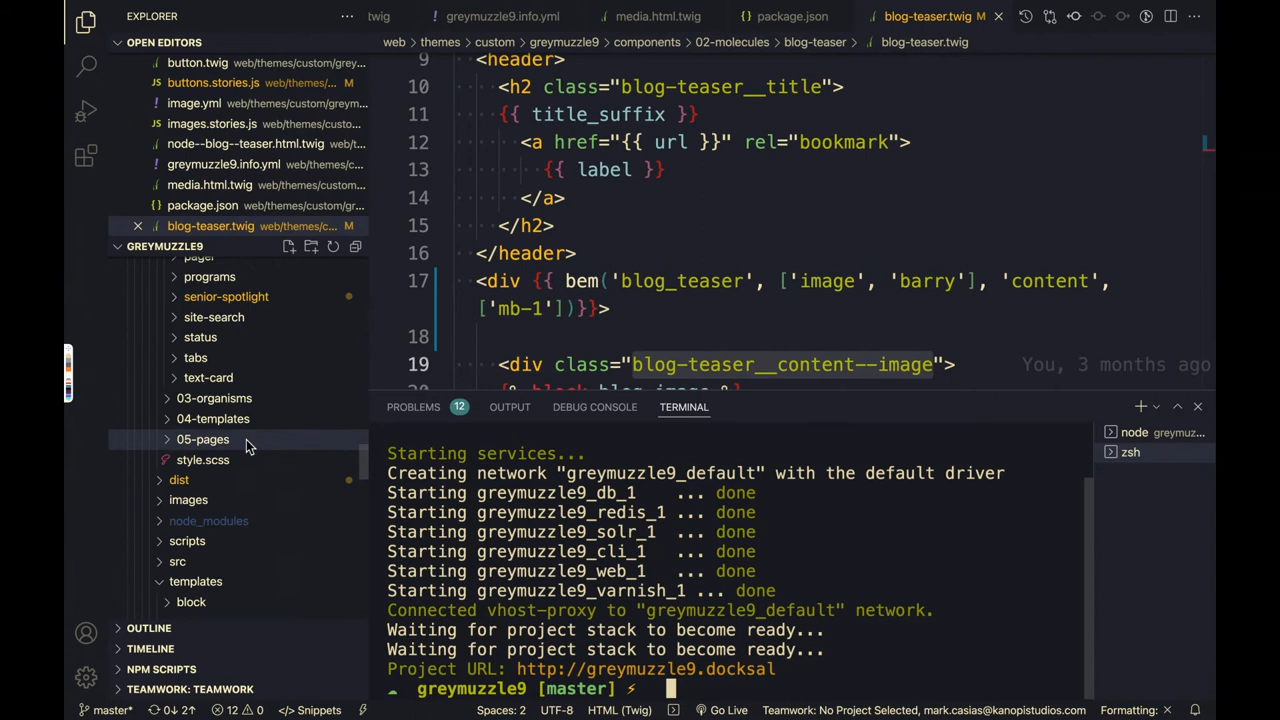 EXPLORER
···
twig
greymuzzle9.info.yml
media.html.twig
package.json
blog-teaser.twig M
OPEN EDITORS
web > themes > custom > greymuzzle9 > components > 02-molecules > blog-teaser > blog-teaser.twig
button.twig web/themes/custom/grey...
buttons.stories.js web/themes/... M
image.yml web/themes/custom/greym...
images.stories.js web/themes/custo...
node--blog--teaser.html.twig web/t...
greymuzzle9.info.yml web/themes/c...
media.html.twig web/themes/custom...
package.json web/themes/custom/gr...
blog-teaser.twig web/themes/c... M
GREYMUZZLE9
programs
senior-spotlight
site-search
status
tabs
text-card
03-organisms
04-templates
05-pages
style.scss
dist
images
node_modules
scripts
src
templates
block
OUTLINE
TIMELINE
NPM SCRIPTS
TEAMWORK: TEAMWORK
9 <header>
10 <h2 class="blog-teaser__title">
11 {{ title_suffix }}
12 <a href="{{ url }}" rel="bookmark">
13 {{ label }}
14 </a>
15 </h2>
16 </header>
17 <div {{ bem('blog_teaser', ['image', 'barry'], 'content',
['mb-1'])}}>
18
19 <div class="blog-teaser__content--image"> You, 3 months ago
PROBLEMS 12 OUTPUT DEBUG CONSOLE TERMINAL
Starting services...
Creating network "greymuzzle9_default" with the default driver
Starting greymuzzle9_db_1 ... done
Starting greymuzzle9_redis_1 ... done
Starting greymuzzle9_solr_1 ... done
Starting greymuzzle9_cli_1 ... done
Starting greymuzzle9_web_1 ... done
Starting greymuzzle9_varnish_1 ... done
Connected vhost-proxy to "greymuzzle9_default" network.
Waiting for project stack to become ready...
Waiting for project stack to become ready...
Project URL: http://greymuzzle9.docksal
greymuzzle9 [master] ⚡
node greymuz...
zsh
master* 0↓ 2↑ 12 0 </> Snippets Spaces: 2 UTF-8 HTML (Twig) Go Live Teamwork: No Project Selected, mark.casias@kanopistudios.com Formatting: ×